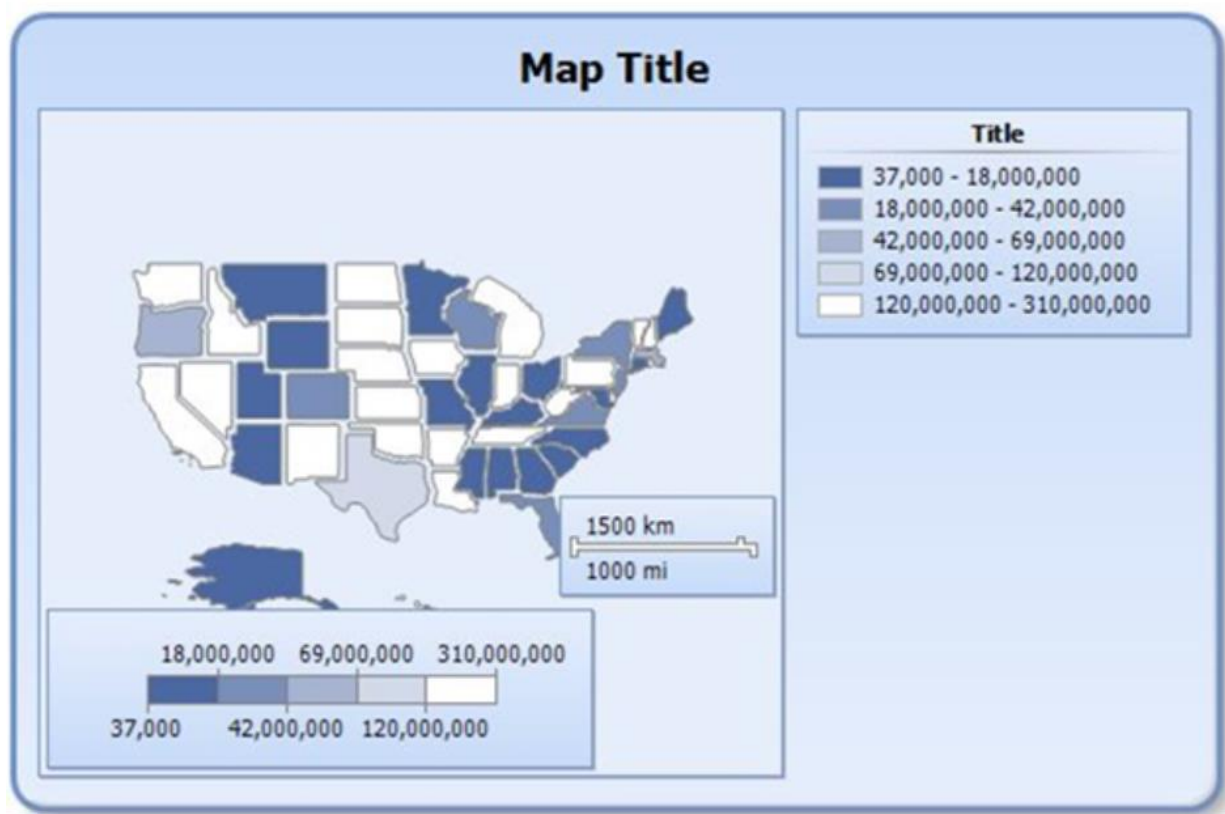 Map Title
Title
37,000 - 18,000,000
18,000,000 - 42,000,000
42,000,000 - 69,000,000
69,000,000 - 120,000,000
120,000,000 - 310,000,000
1500 km
1000 mi
18,000,000 69,000,000 310,000,000
37,000 42,000,000 120,000,000